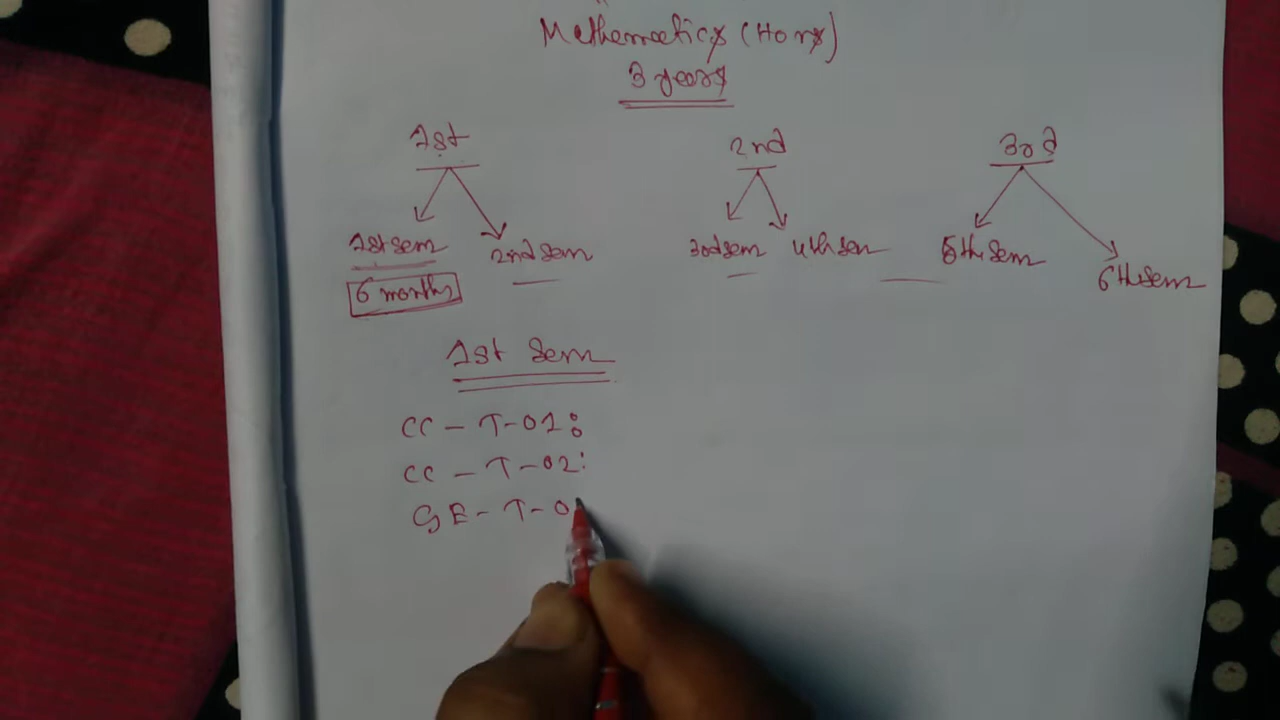 Mathematics (Hons)
3 years
1st 2nd 3rd
1st sem 2nd sem 3rd sem 4th sem 5th sem 6th sem
6 months
1st Sem
CC - T-01:
CC - T-02:
GE - T-0